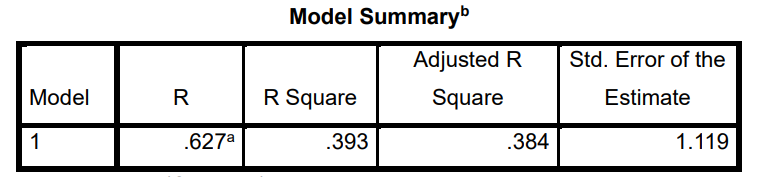 Model Summaryᵇ
Model R R Square Adjusted R Square Std. Error of the Estimate
1 .627ᵃ .393 .384 1.119